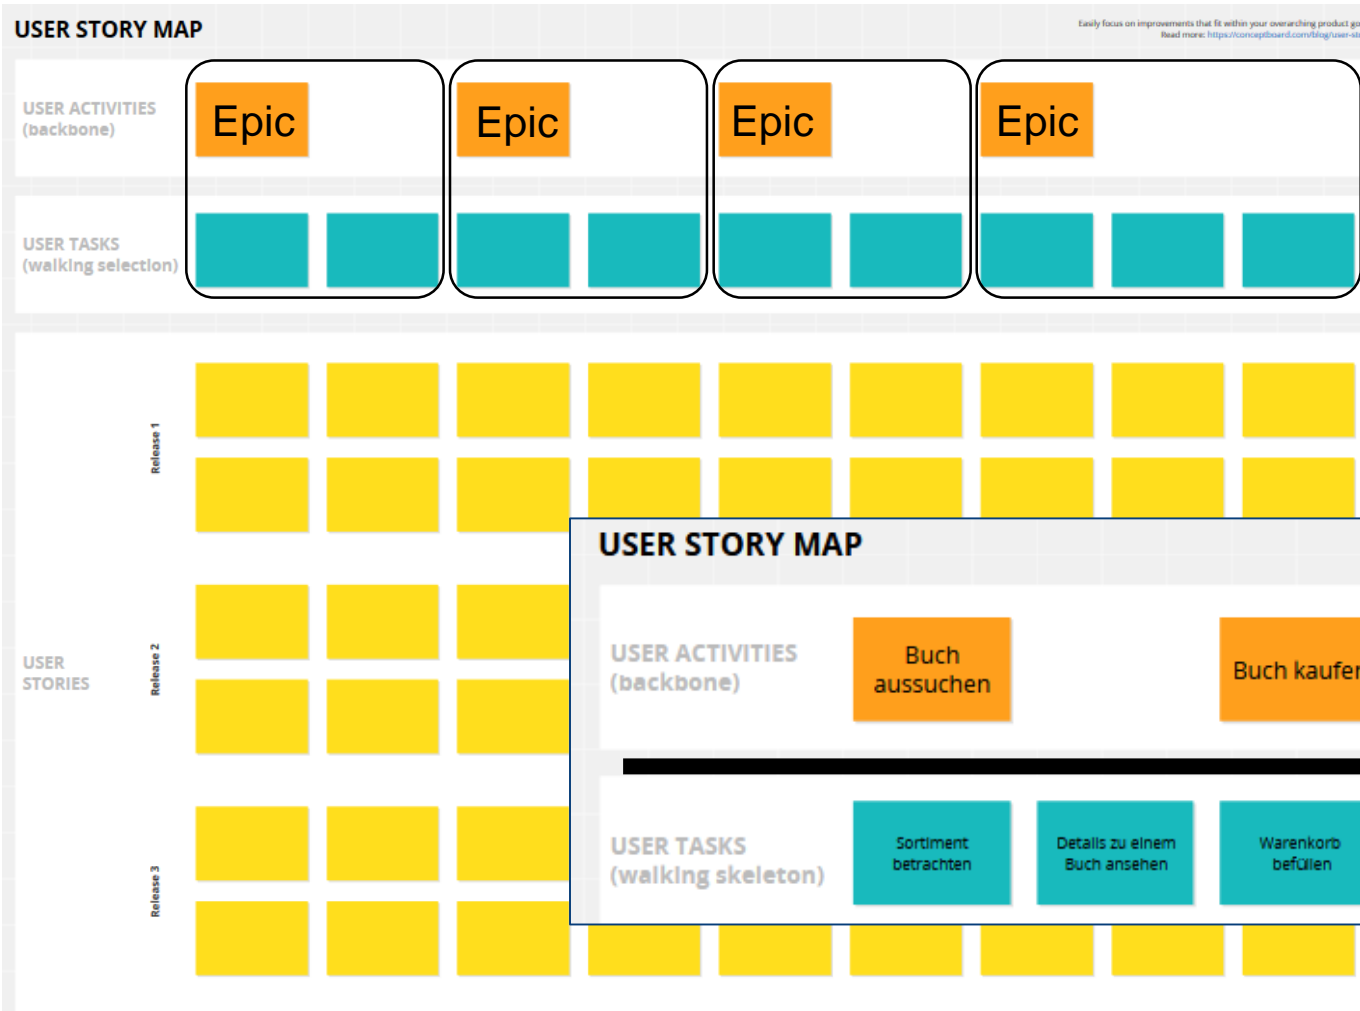 USER STORY MAP
Easily focus on improvements that fit within your overarching product go
Read more: https://conceptboard.com/blog/user-sto
USER ACTIVITIES
(backbone)
Epic
Epic
Epic
Epic
USER TASKS
(walking selection)
USER
STORIES
Release 1
Release 2
Release 3
USER STORY MAP
USER ACTIVITIES
(backbone)
Buch
aussuchen
Buch kaufen
USER TASKS
(walking skeleton)
Sortiment
betrachten
Details zu einem
Buch ansehen
Warenkorb
befüllen